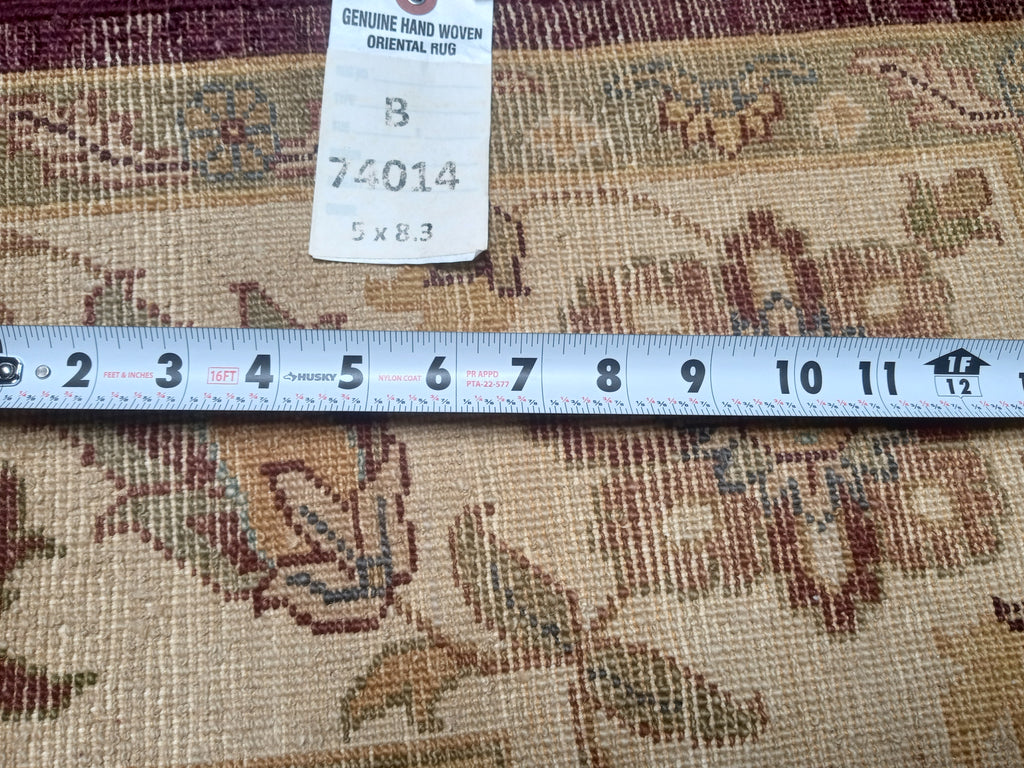 GENUINE HAND WOVEN
ORIENTAL RUG
B
74014
5 x 8.3
2 FEET & INCHES 3 16FT 4 HUSKY 5 NYLON COAT 6 PR APPD PTA-22-577 7 8 9 10 11 1F 12